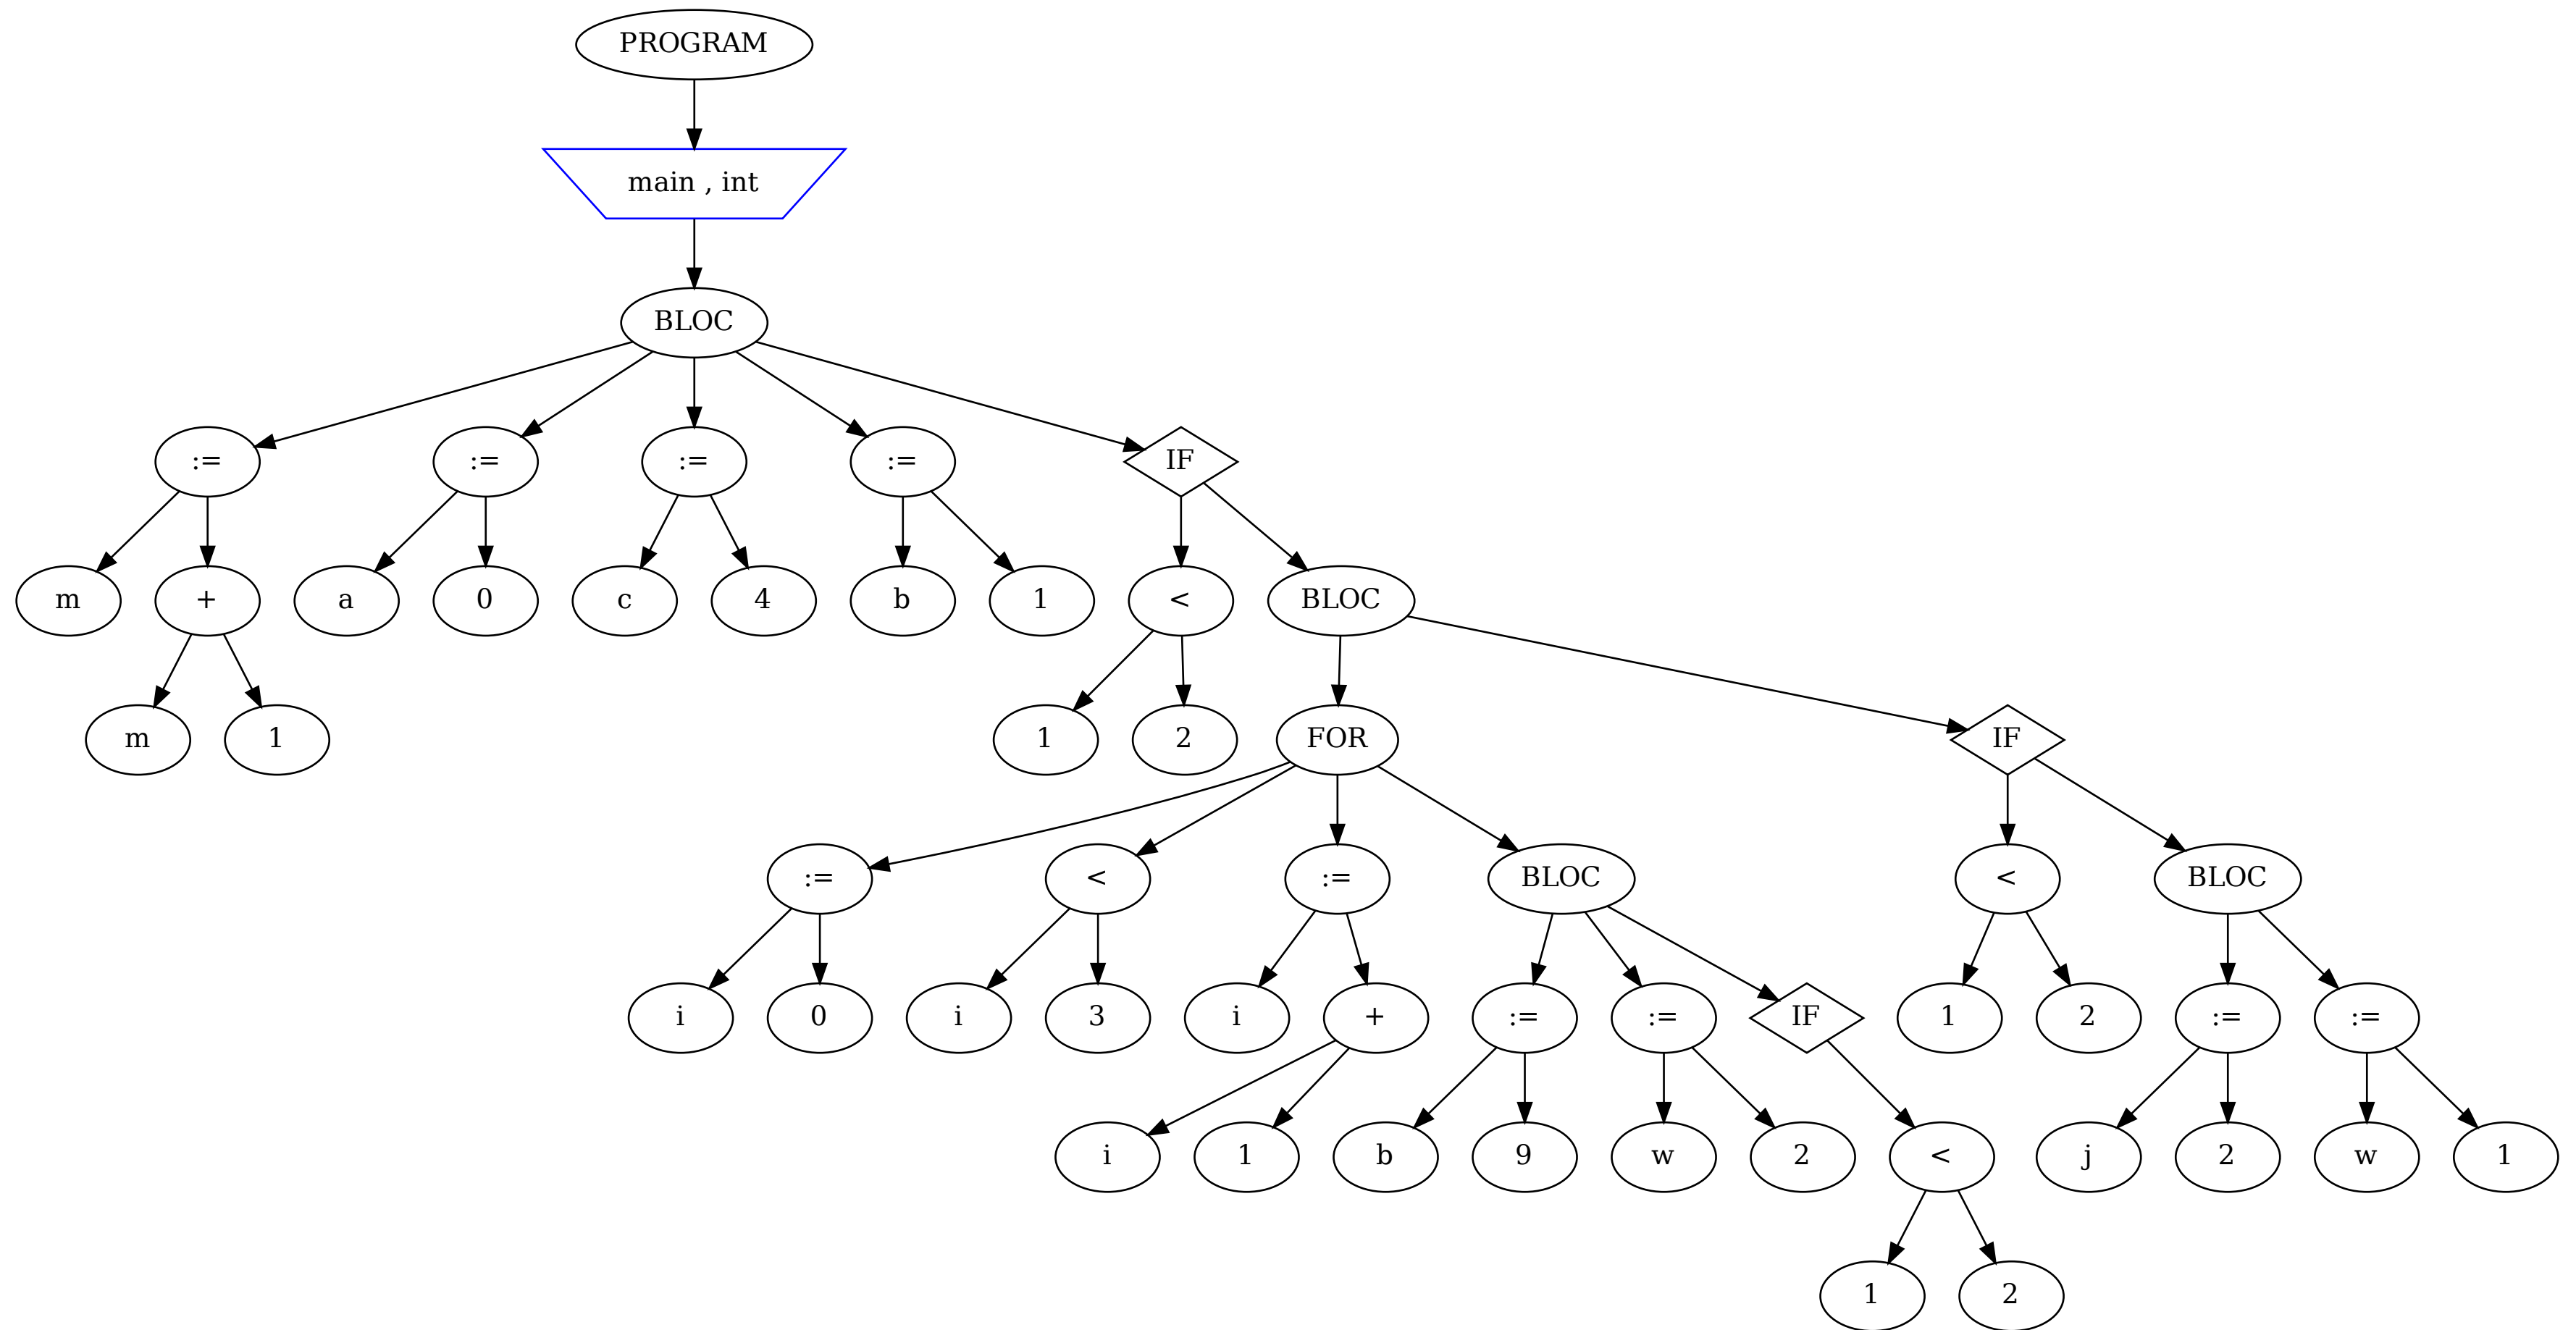 PROGRAM
main , int
BLOC
:= := := := IF
m + a 0 c 4 b 1 < BLOC
m 1 1 2 FOR IF
:= < := BLOC < BLOC
i 0 i 3 i + := := IF 1 2 := :=
i 1 b 9 w 2 < j 2 w 1
1 2